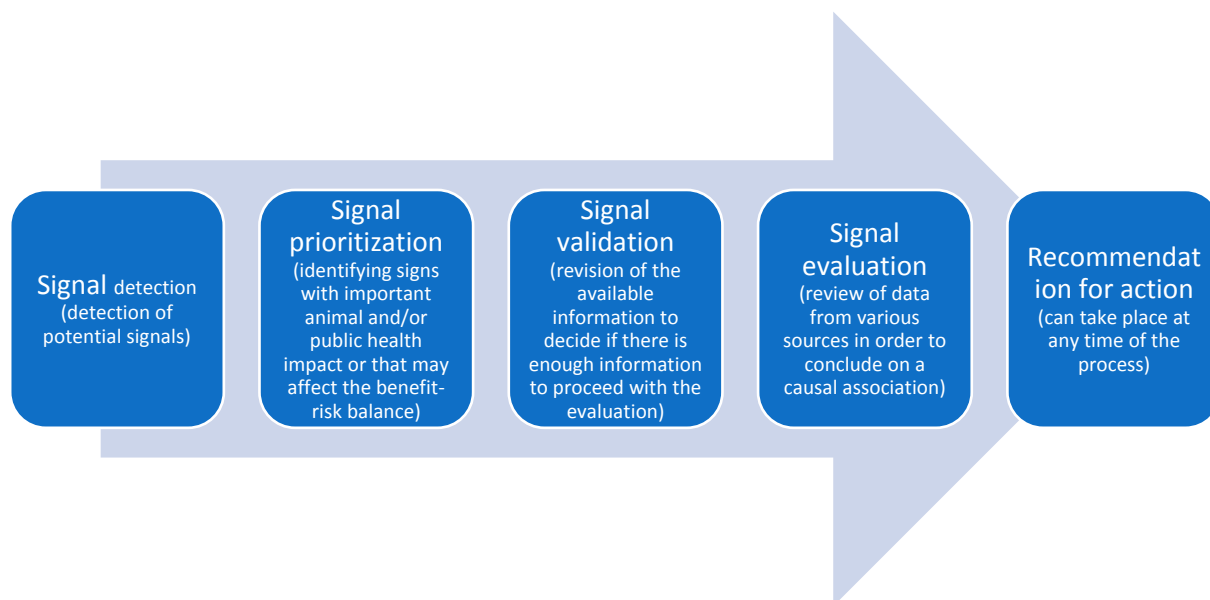 Signal detection
(detection of
potential signals)
Signal
prioritization
(identifying signs
with important
animal and/or
public health
impact or that may
affect the benefit-
risk balance)
Signal
validation
(revision of the
available
information to
decide if there is
enough information
to proceed with the
evaluation)
Signal
evaluation
(review of data
from various
sources in order to
conclude on a
causal association)
Recommendat
ion for action
(can take place at
any time of the
process)